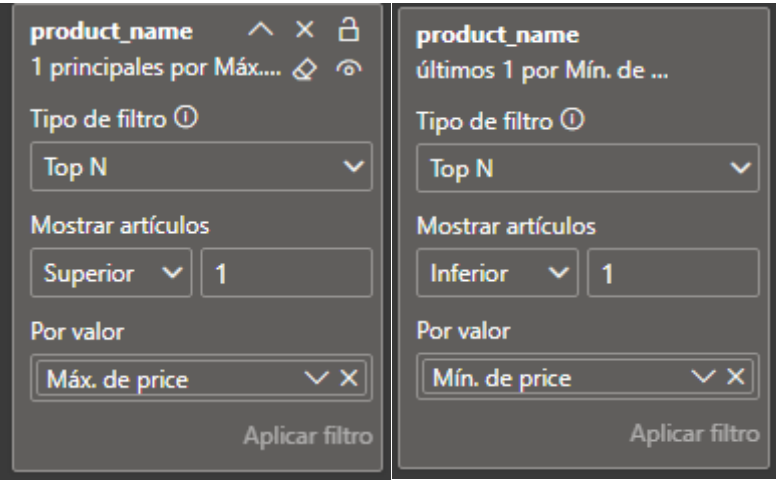 product_name
1 principales por Máx....
Tipo de filtro
Top N
Mostrar artículos
Superior 1
Por valor
Máx. de price
Aplicar filtro
product_name
últimos 1 por Mín. de ...
Tipo de filtro
Top N
Mostrar artículos
Inferior 1
Por valor
Mín. de price
Aplicar filtro